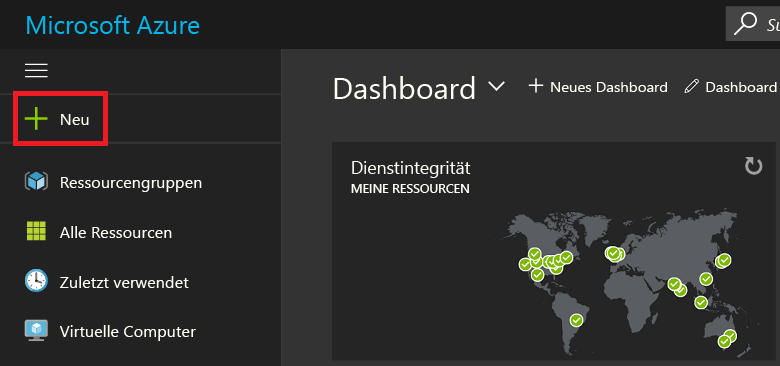 Microsoft Azure
Su
Neu
Dashboard
Neues Dashboard
Dashboard
Ressourcengruppen
Alle Ressourcen
Zuletzt verwendet
Virtuelle Computer
Dienstintegrität
MEINE RESSOURCEN